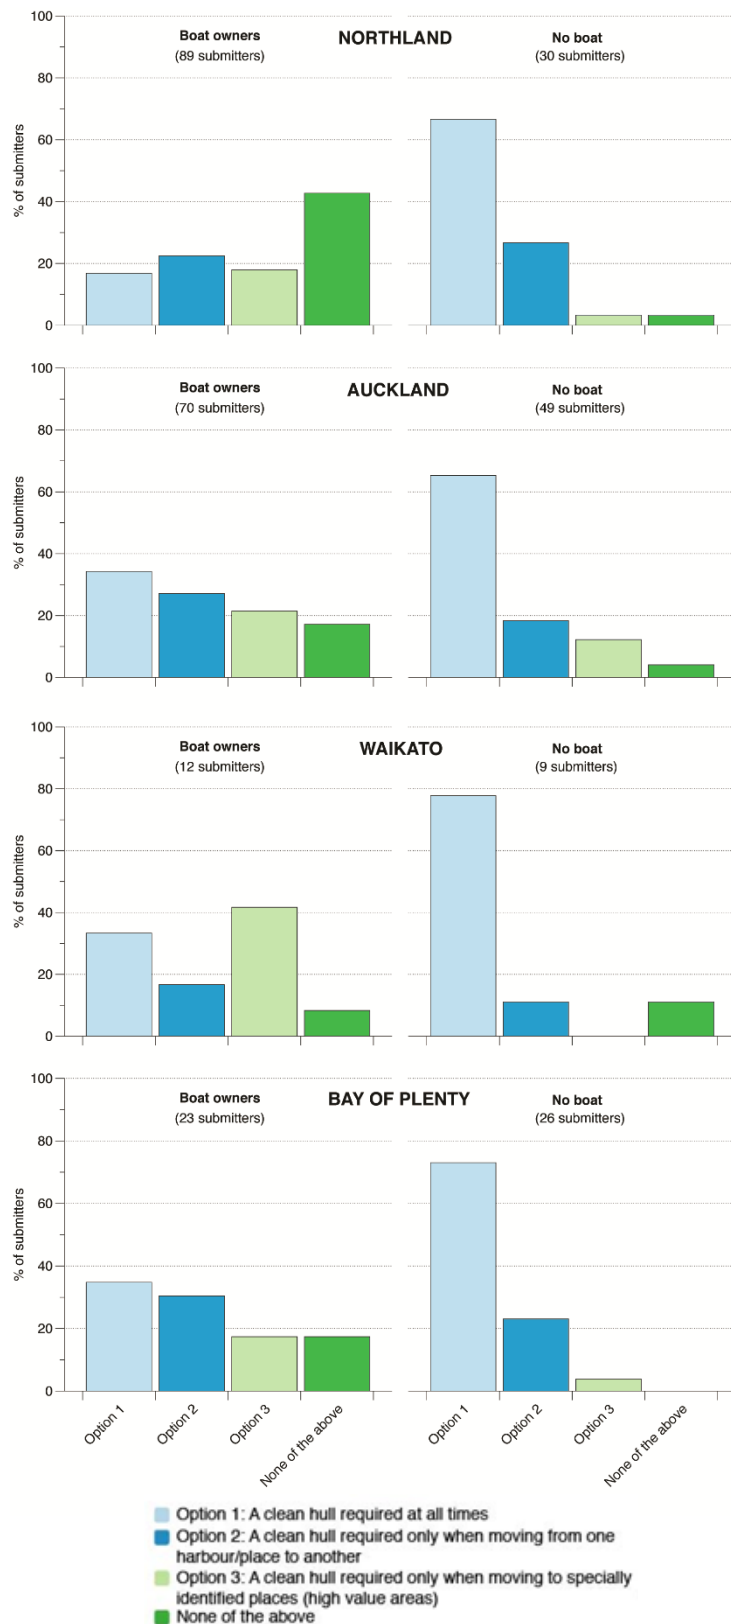 NORTHLAND
Boat owners
(89 submitters)
No boat
(30 submitters)
% of submitters
100
80
60
40
20
0
AUCKLAND
Boat owners
(70 submitters)
No boat
(49 submitters)
% of submitters
100
80
60
40
20
0
WAIKATO
Boat owners
(12 submitters)
No boat
(9 submitters)
% of submitters
100
80
60
40
20
0
BAY OF PLENTY
Boat owners
(23 submitters)
No boat
(26 submitters)
% of submitters
100
80
60
40
20
0
Option 1
Option 2
Option 3
None of the above
Option 1
Option 2
Option 3
None of the above
Option 1: A clean hull required at all times
Option 2: A clean hull required only when moving from one
harbour/place to another
Option 3: A clean hull required only when moving to specially
identified places (high value areas)
None of the above